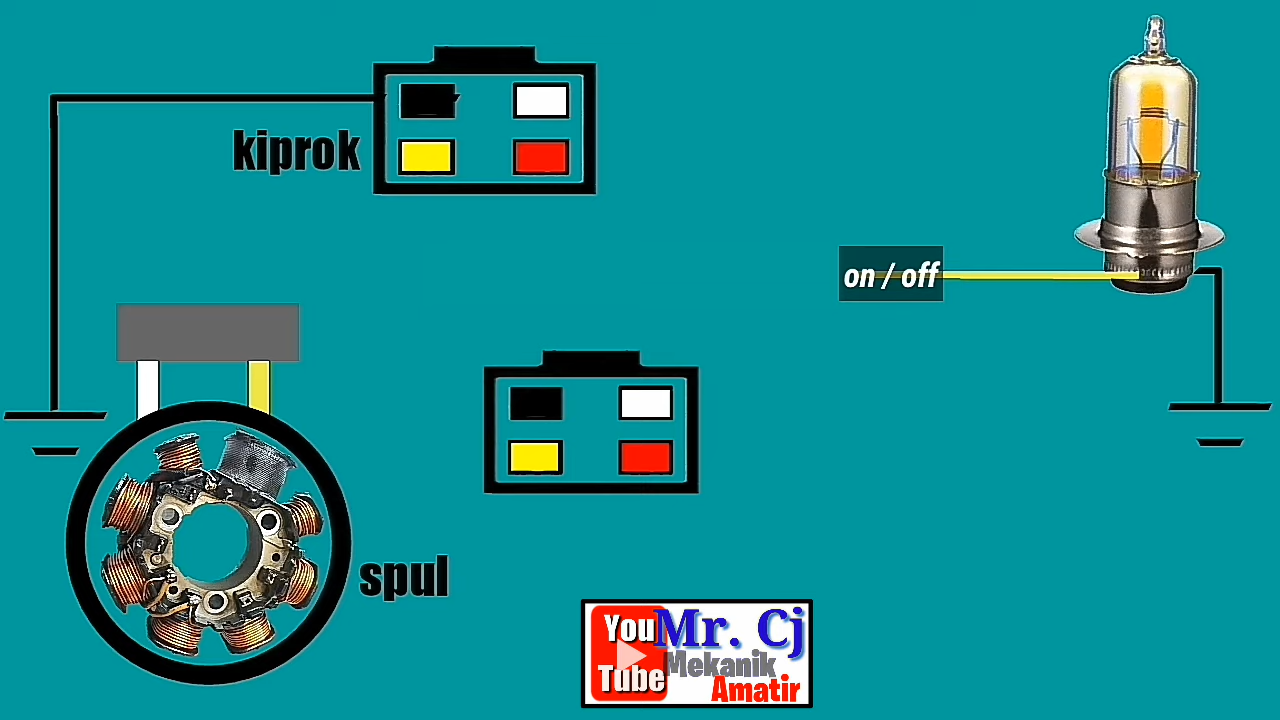 kiprok
on / off
spul
You Tube
Mr. Cj
Mekanik
Amatir